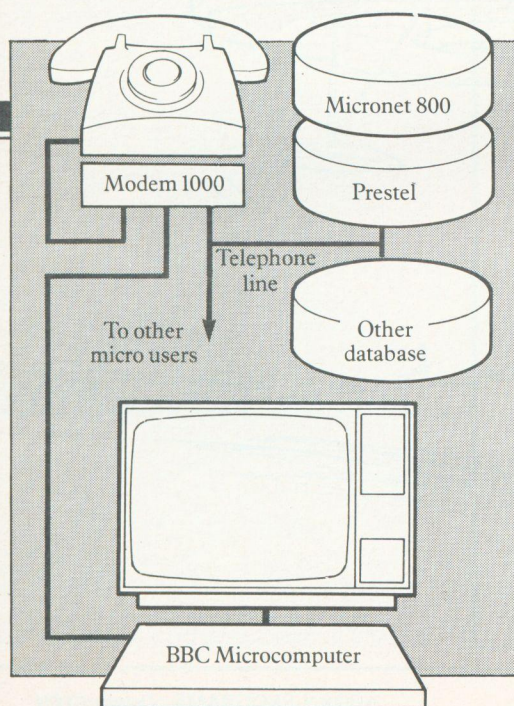 Micronet 800
Modem 1000
Prestel
Telephone
line
To other
micro users
Other
database
BBC Microcomputer